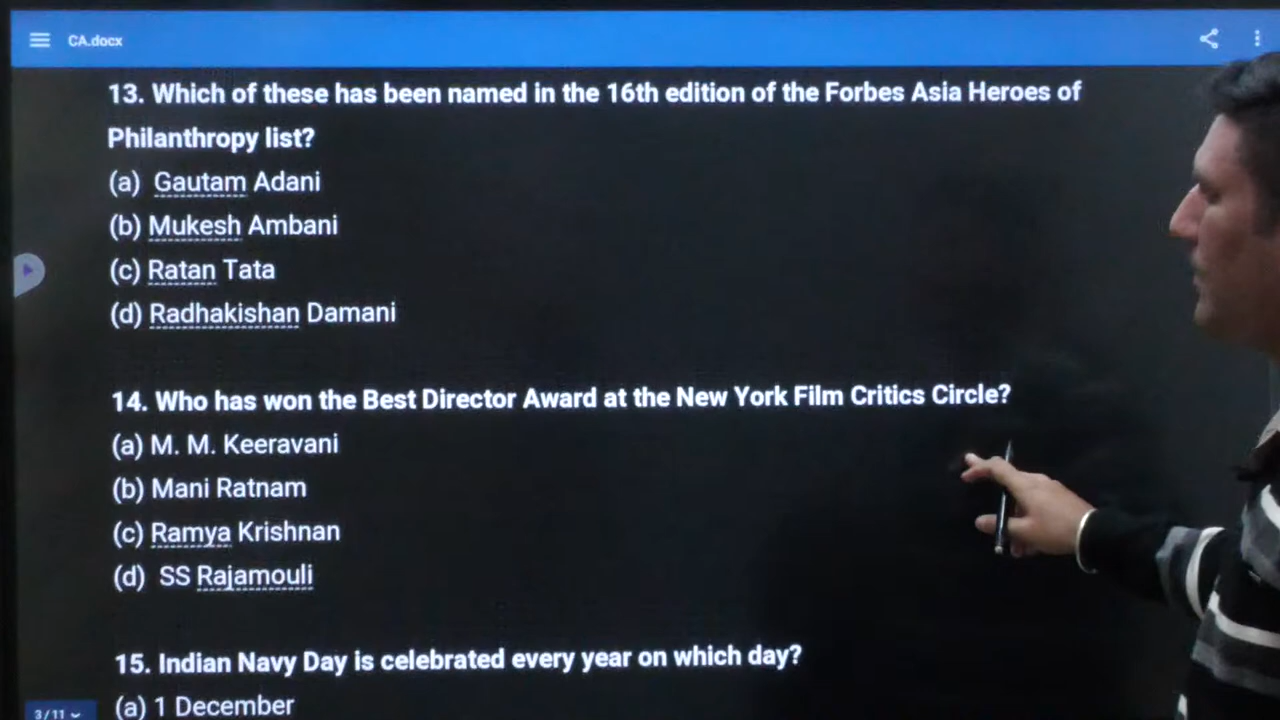 CA.docx
13. Which of these has been named in the 16th edition of the Forbes Asia Heroes of
Philanthropy list?
(a) Gautam Adani
(b) Mukesh Ambani
(c) Ratan Tata
(d) Radhakishan Damani
14. Who has won the Best Director Award at the New York Film Critics Circle?
(a) M. M. Keeravani
(b) Mani Ratnam
(c) Ramya Krishnan
(d) SS Rajamouli
15. Indian Navy Day is celebrated every year on which day?
(a) 1 December
3/11